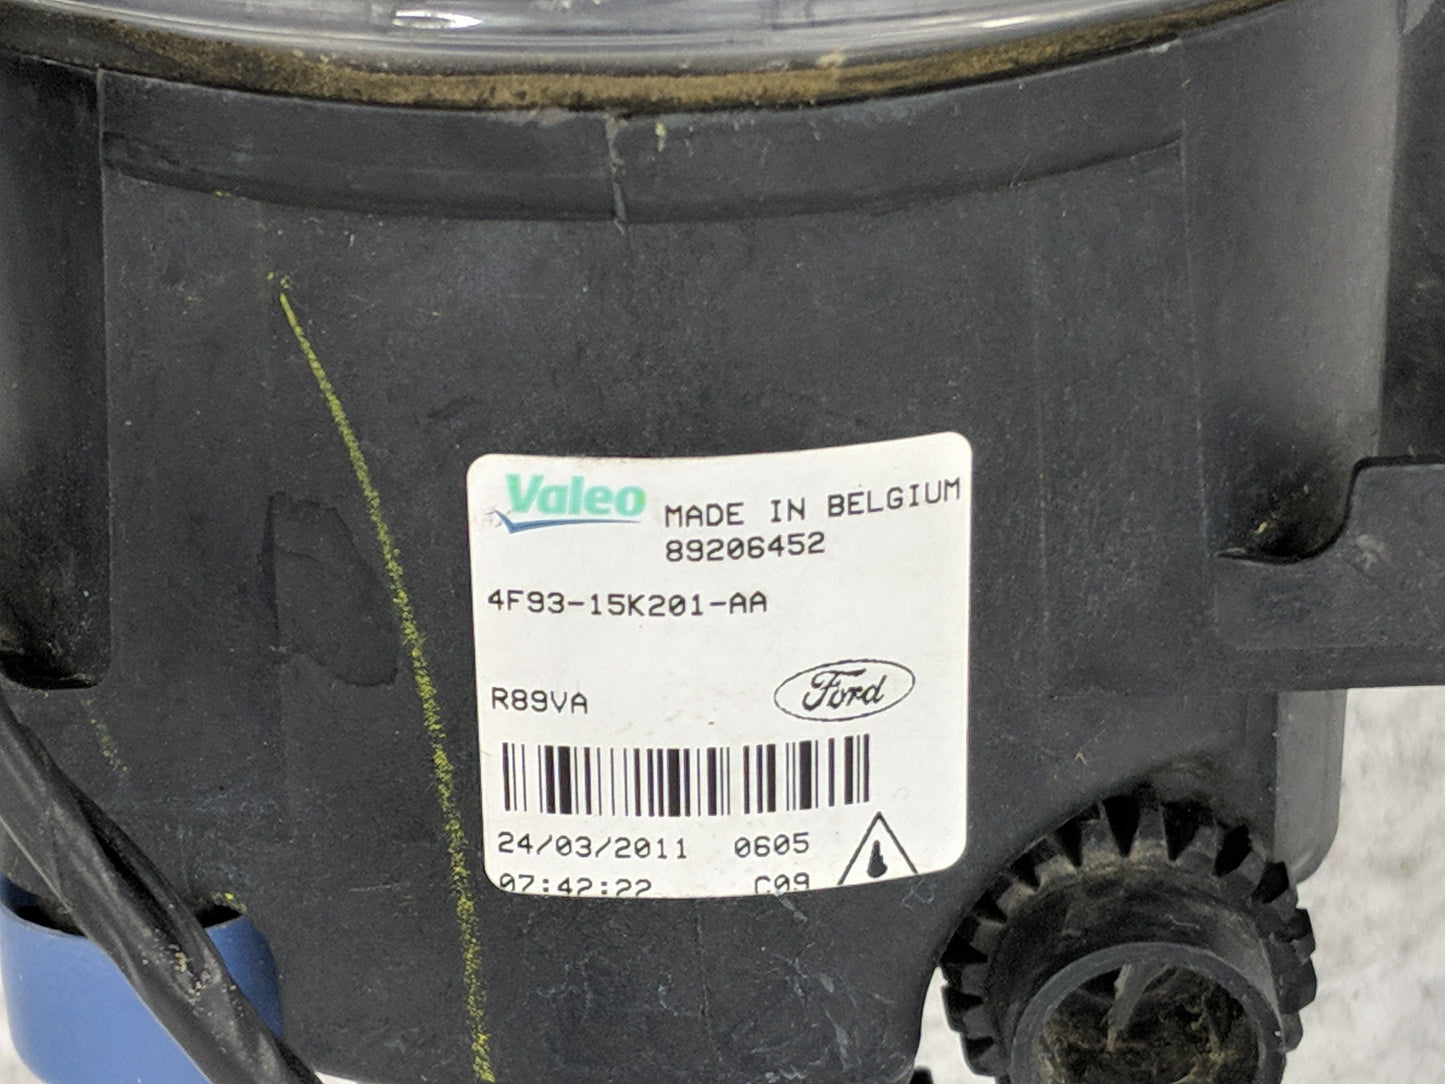 Valeo MADE IN BELGIUM
89206452
4F93-15K201-AA
R89VA Ford
24/03/2011 0605
07:42:22 C09